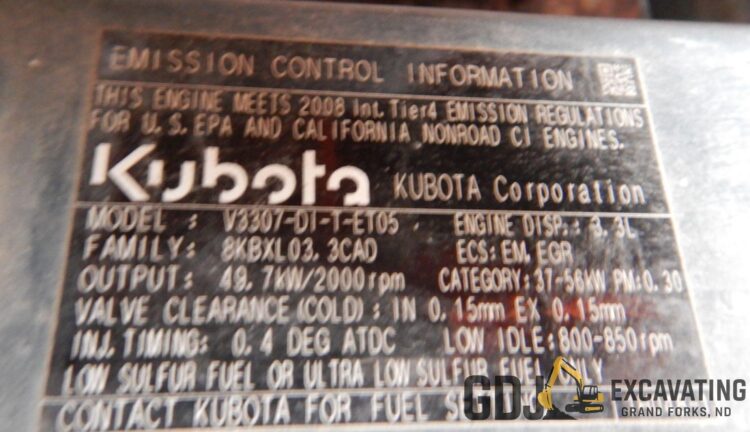 EMISSION CONTROL INFORMATION
THIS ENGINE MEETS 2008 Int. Tier4 EMISSION REGULATIONS
FOR U.S. EPA AND CALIFORNIA NONROAD CI ENGINES.
Kubota KUBOTA Corporation
MODEL : V3307-DI-T-ET05 ENGINE DISP.: 3.3L
FAMILY: 8KBXL03.3CAD ECS: EM, EGR
OUTPUT: 49.7kW/2000rpm CATEGORY: 37-56kW PM:0.30
VALVE CLEARANCE (COLD): IN 0.15mm EX 0.15mm
INJ. TIMING: 0.4 DEG ATDC LOW IDLE: 800-850rpm
LOW SULFUR FUEL OR ULTRA LOW SULFUR FUEL ONLY
CONTACT KUBOTA FOR FUEL
GDJ EXCAVATING
GRAND FORKS, ND